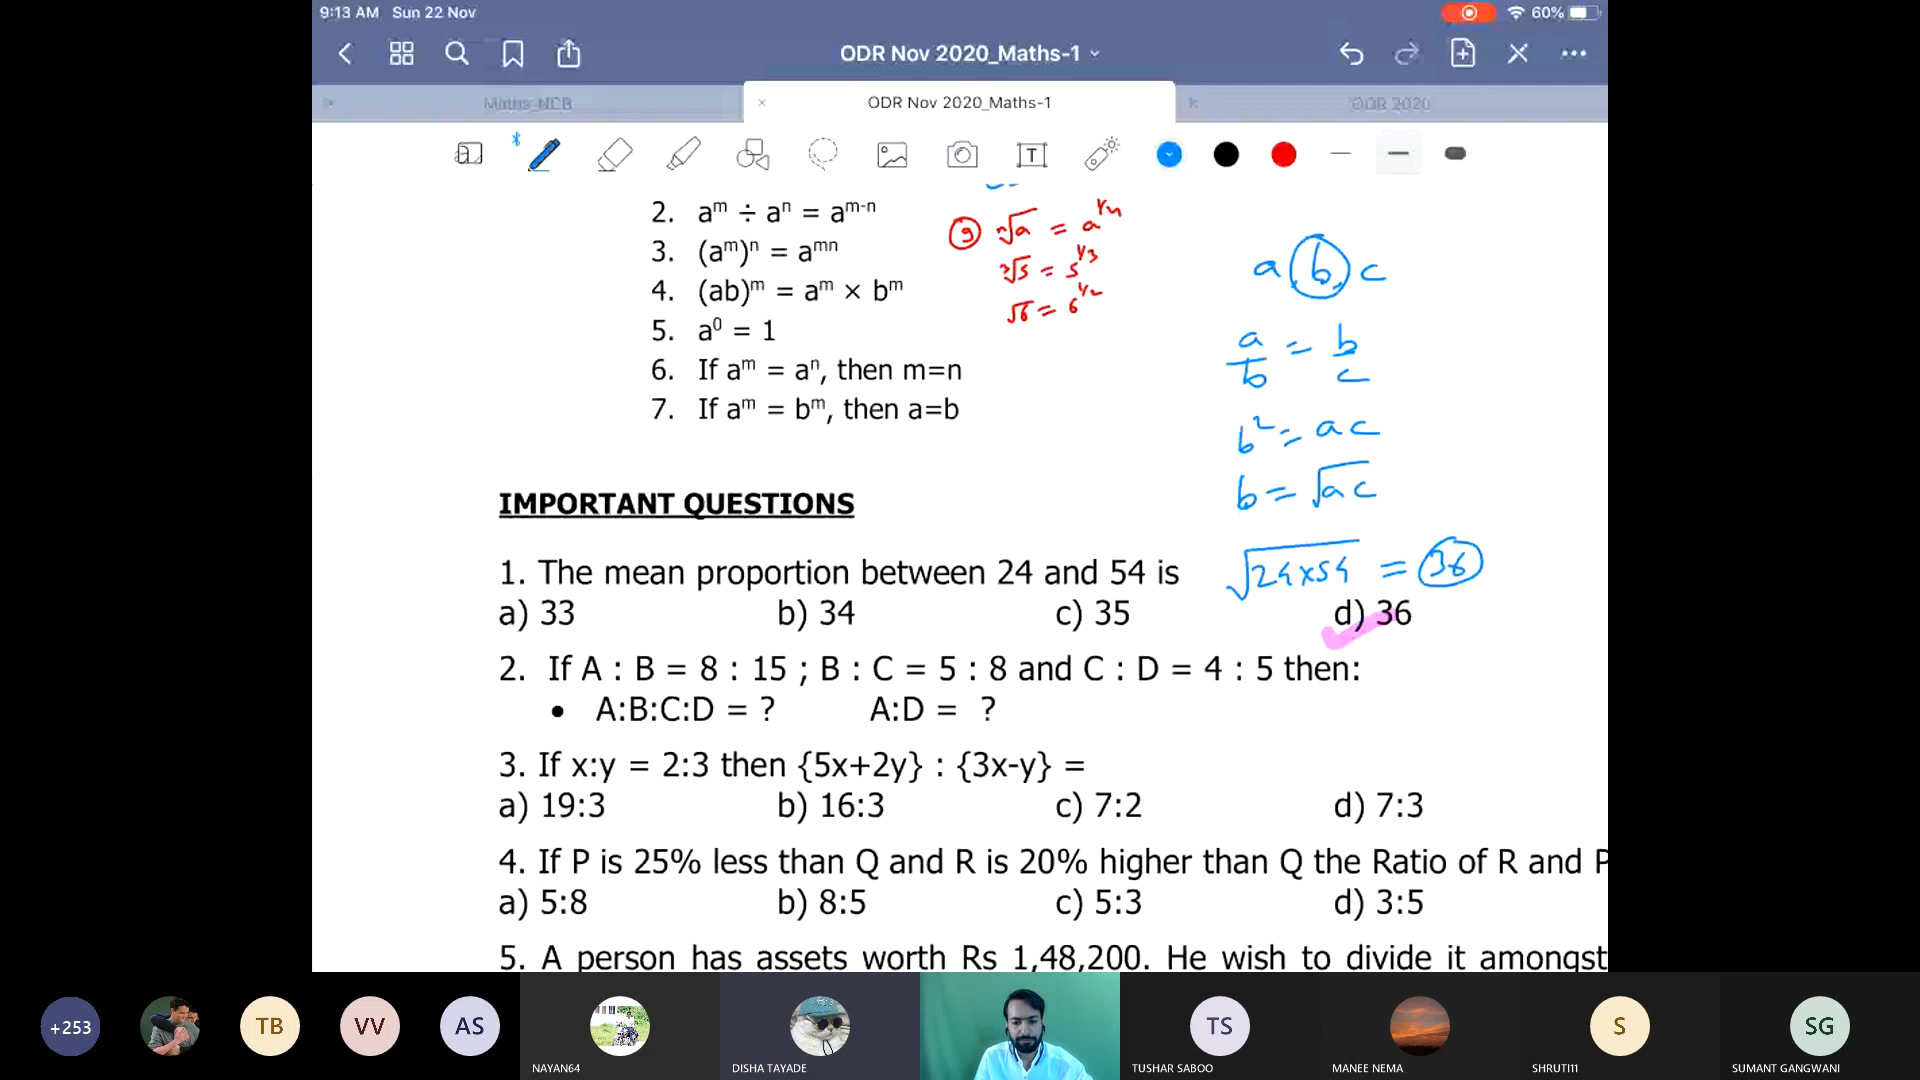 9:13 AM Sun 22 Nov
60%
ODR Nov 2020_Maths-1
Maths_NCB
ODR Nov 2020_Maths-1
ODR 2020
a
T
2. aᵐ ÷ aⁿ = aᵐ⁻ⁿ
3. (aᵐ)ⁿ = aᵐⁿ
4. (ab)ᵐ = aᵐ × bᵐ
5. a⁰ = 1
6. If aᵐ = aⁿ, then m=n
7. If aᵐ = bᵐ, then a=b
9 ⁿ√a = a^1/n
³√5 = 5^1/3
√6 = 6^1/2
a b c
a/b = b/c
b² = ac
b = √ac
√24×54 = 36
IMPORTANT QUESTIONS
1. The mean proportion between 24 and 54 is
a) 33 b) 34 c) 35 d) 36
2. If A : B = 8 : 15 ; B : C = 5 : 8 and C : D = 4 : 5 then:
• A:B:C:D = ? A:D = ?
3. If x:y = 2:3 then {5x+2y} : {3x-y} =
a) 19:3 b) 16:3 c) 7:2 d) 7:3
4. If P is 25% less than Q and R is 20% higher than Q the Ratio of R and P
a) 5:8 b) 8:5 c) 5:3 d) 3:5
5. A person has assets worth Rs 1,48,200. He wish to divide it amongst
+253 TB VV AS TS S SG
NAYAN64 DISHA TAYADE TUSHAR SABOO MANEE NEMA SHRUTI11 SUMANT GANGWANI